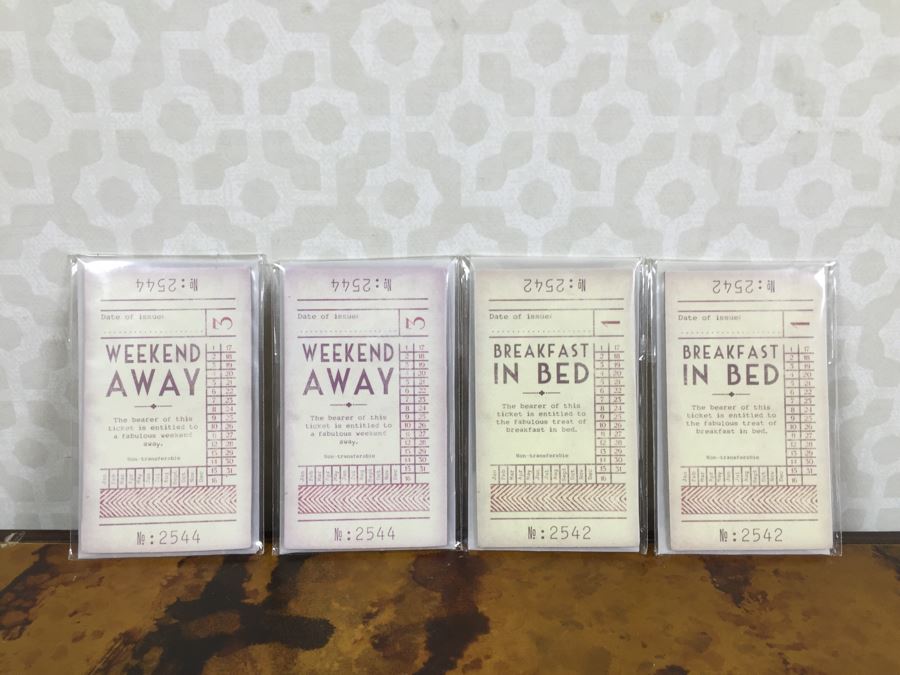 №:2544
Date of issue:
3
WEEKEND
AWAY
The bearer of this
ticket is entitled to
a fabulous weekend
away.
Non-transferable
№:2544
№:2544
Date of issue:
3
WEEKEND
AWAY
The bearer of this
ticket is entitled to
a fabulous weekend
away.
Non-transferable
№:2544
№:2542
Date of issue:
1
BREAKFAST
IN BED
The bearer of this
ticket is entitled to
the fabulous treat of
breakfast in bed.
Non-transferable
№:2542
№:2542
Date of issue:
1
BREAKFAST
IN BED
The bearer of this
ticket is entitled to
the fabulous treat of
breakfast in bed.
Non-transferable
№:2542